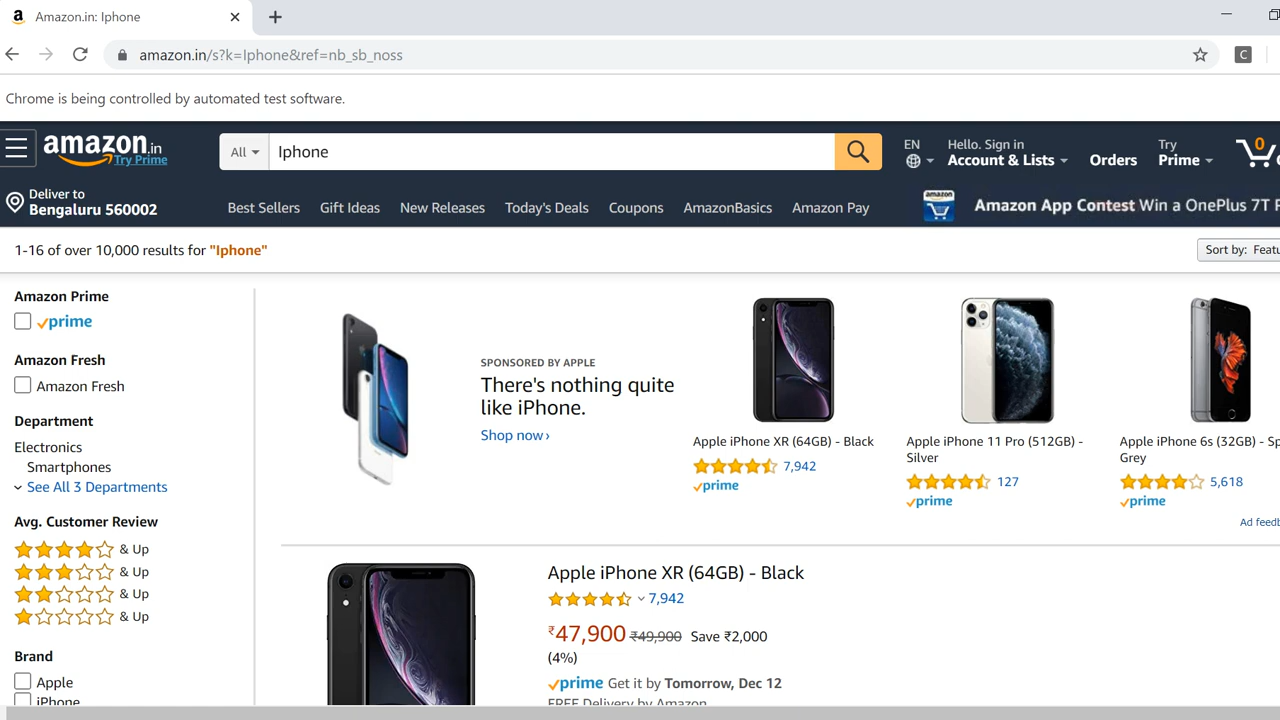 Amazon.in: Iphone
amazon.in/s?k=Iphone&ref=nb_sb_noss
C
Chrome is being controlled by automated test software.
amazon.in
Try Prime
All
Iphone
EN
Hello. Sign in
Account & Lists
Orders
Try
Prime
0
Deliver to
Bengaluru 560002
Best Sellers
Gift Ideas
New Releases
Today's Deals
Coupons
AmazonBasics
Amazon Pay
amazon
Amazon App Contest Win a OnePlus 7T
1-16 of over 10,000 results for "Iphone"
Sort by:
Amazon Prime
prime
Amazon Fresh
Amazon Fresh
Department
Electronics
Smartphones
See All 3 Departments
Avg. Customer Review
& Up
& Up
& Up
& Up
Brand
Apple
iPhone
SPONSORED BY APPLE
There's nothing quite
like iPhone.
Shop now›
Apple iPhone XR (64GB) - Black
7,942
prime
Apple iPhone 11 Pro (512GB) -
Silver
127
prime
Apple iPhone 6s (32GB) -
Grey
5,618
prime
Ad
Apple iPhone XR (64GB) - Black
7,942
₹47,900 ₹49,900 Save ₹2,000
(4%)
prime Get it by Tomorrow, Dec 12
FREE Delivery by Amazon